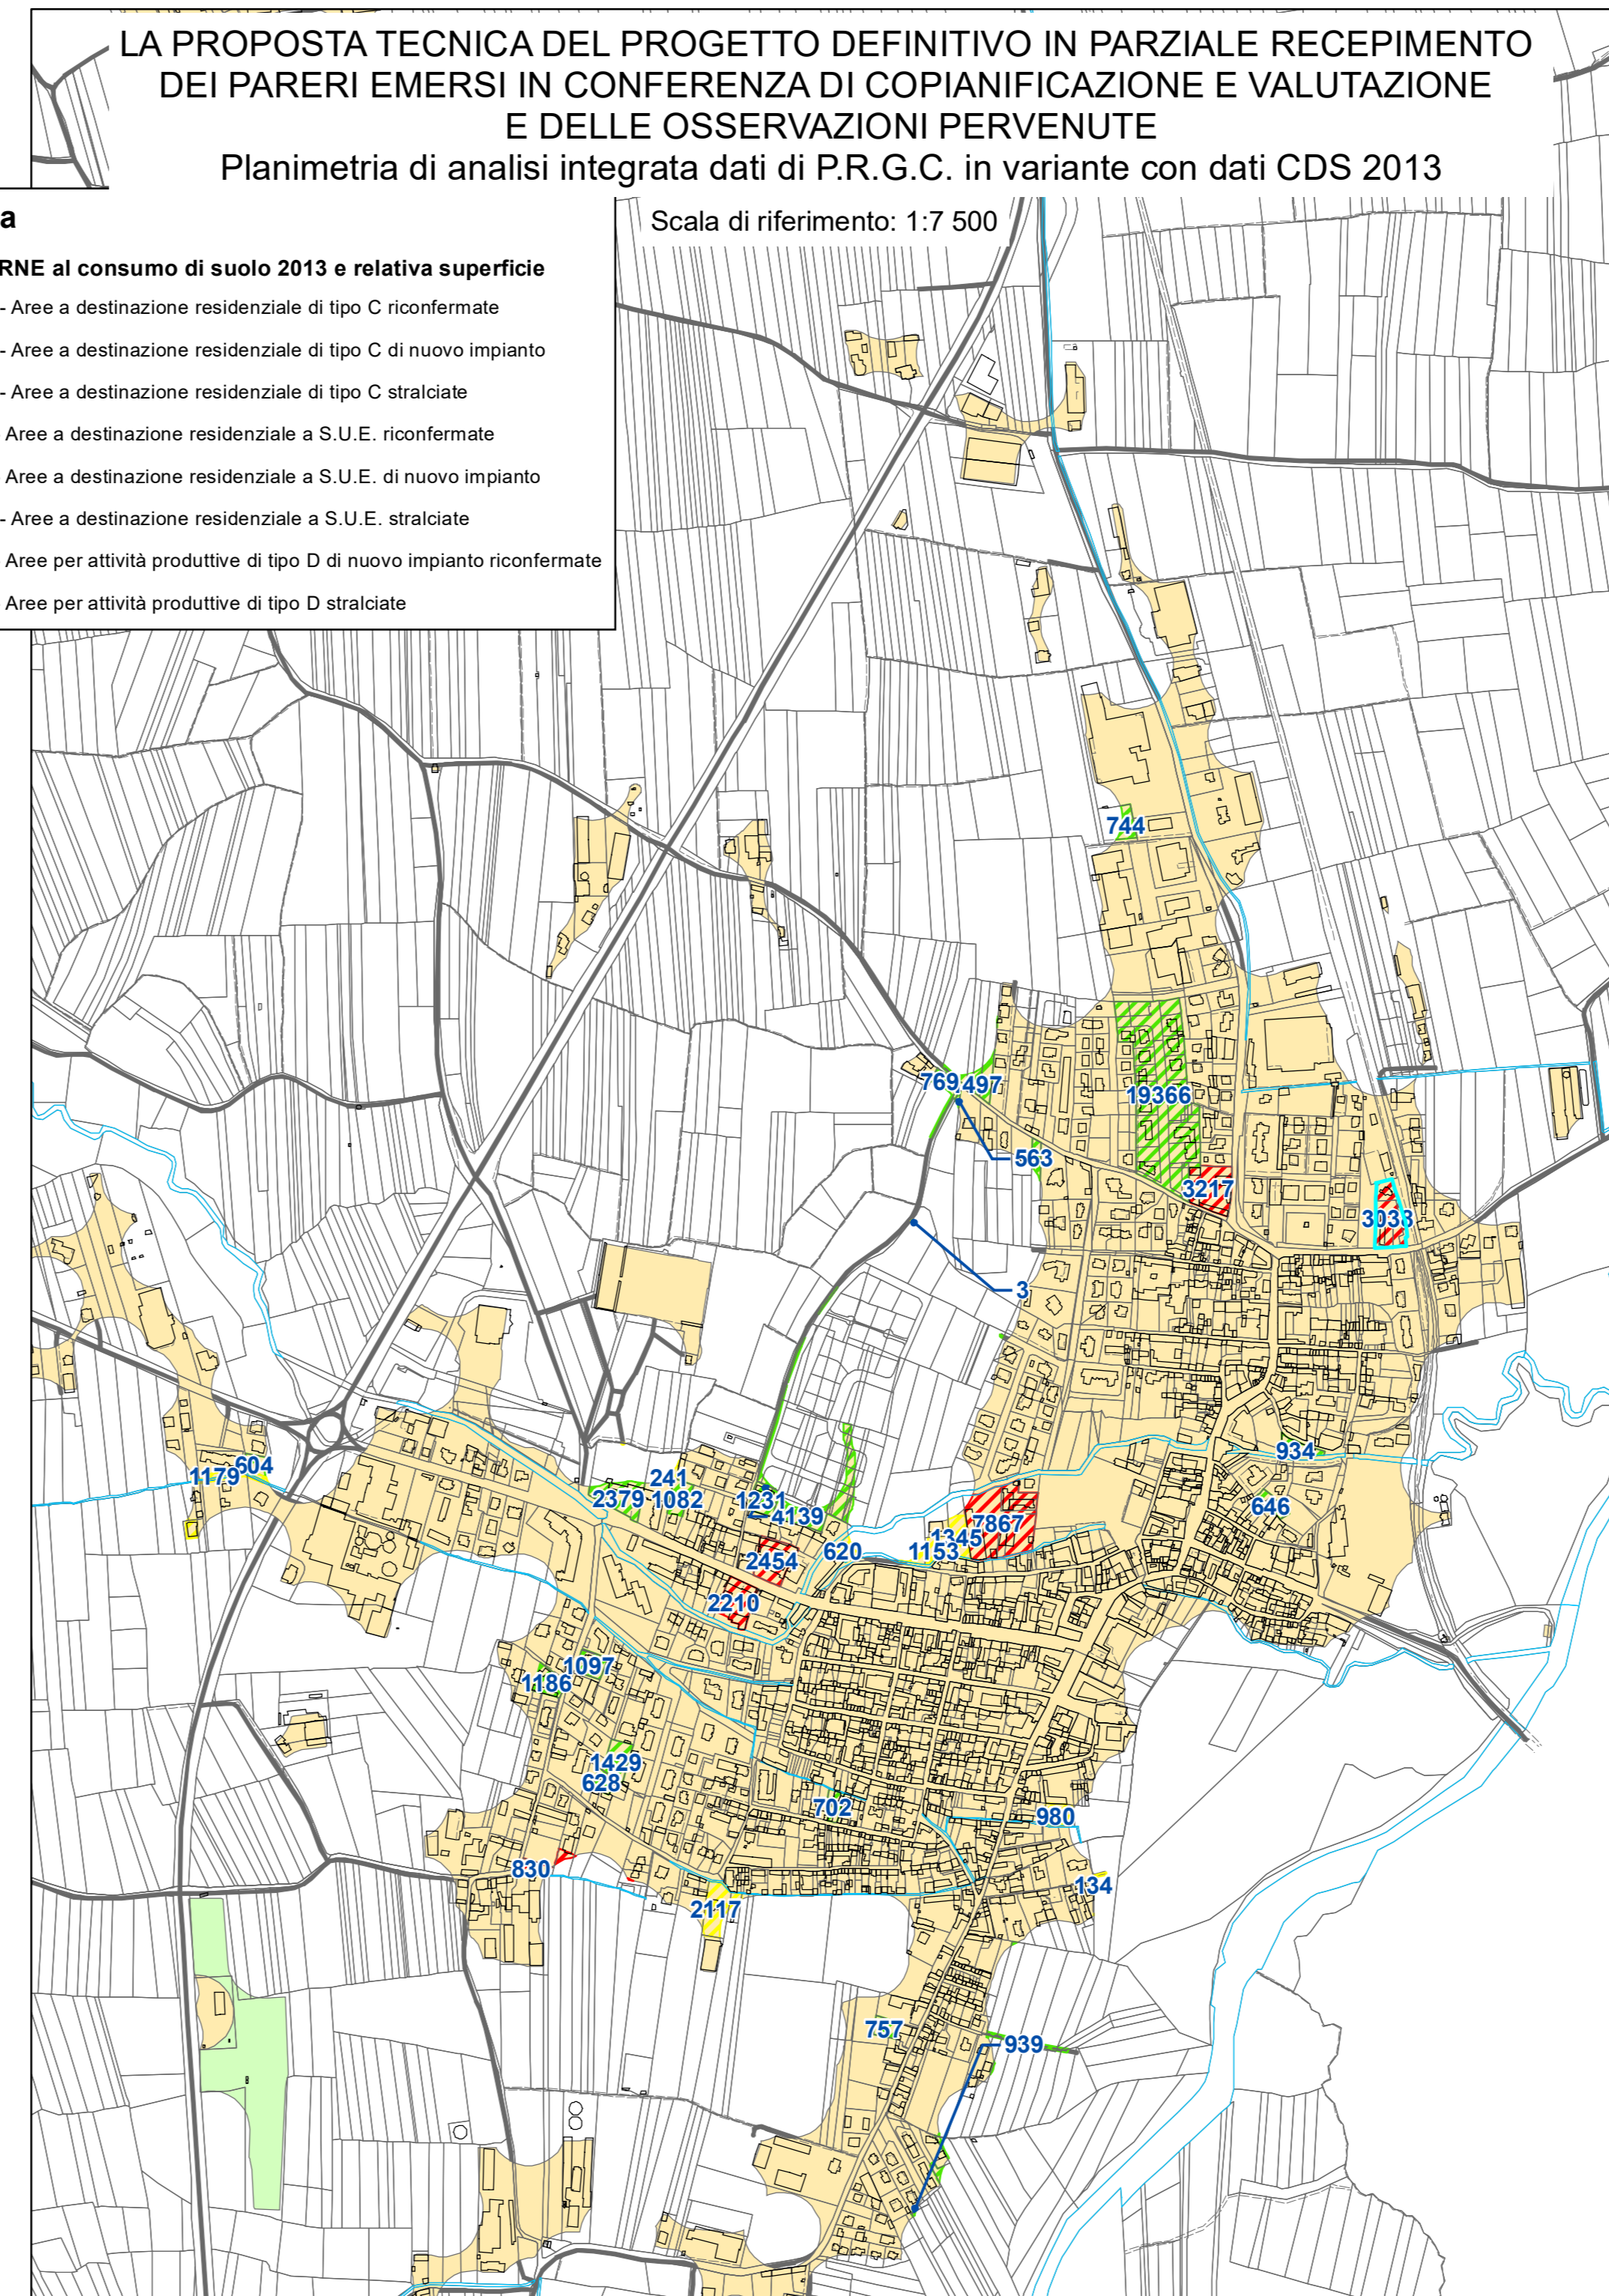 LA PROPOSTA TECNICA DEL PROGETTO DEFINITIVO IN PARZIALE RECEPIMENTO
DEI PARERI EMERSI IN CONFERENZA DI COPIANIFICAZIONE E VALUTAZIONE
E DELLE OSSERVAZIONI PERVENUTE
Planimetria di analisi integrata dati di P.R.G.C. in variante con dati CDS 2013
Scala di riferimento: 1:7 500
a
RNE al consumo di suolo 2013 e relativa superficie
- Aree a destinazione residenziale di tipo C riconfermate
- Aree a destinazione residenziale di tipo C di nuovo impianto
- Aree a destinazione residenziale di tipo C stralciate
Aree a destinazione residenziale a S.U.E. riconfermate
Aree a destinazione residenziale a S.U.E. di nuovo impianto
- Aree a destinazione residenziale a S.U.E. stralciate
Aree per attività produttive di tipo D di nuovo impianto riconfermate
Aree per attività produttive di tipo D stralciate
744
769 497
19366
563
3217
3038
3
934
604
1179
241
2379 1082
1231
4139
646
7867
1345
1153
620
2454
2210
1097
1186
1429
628
702
980
830
134
2117
757
939